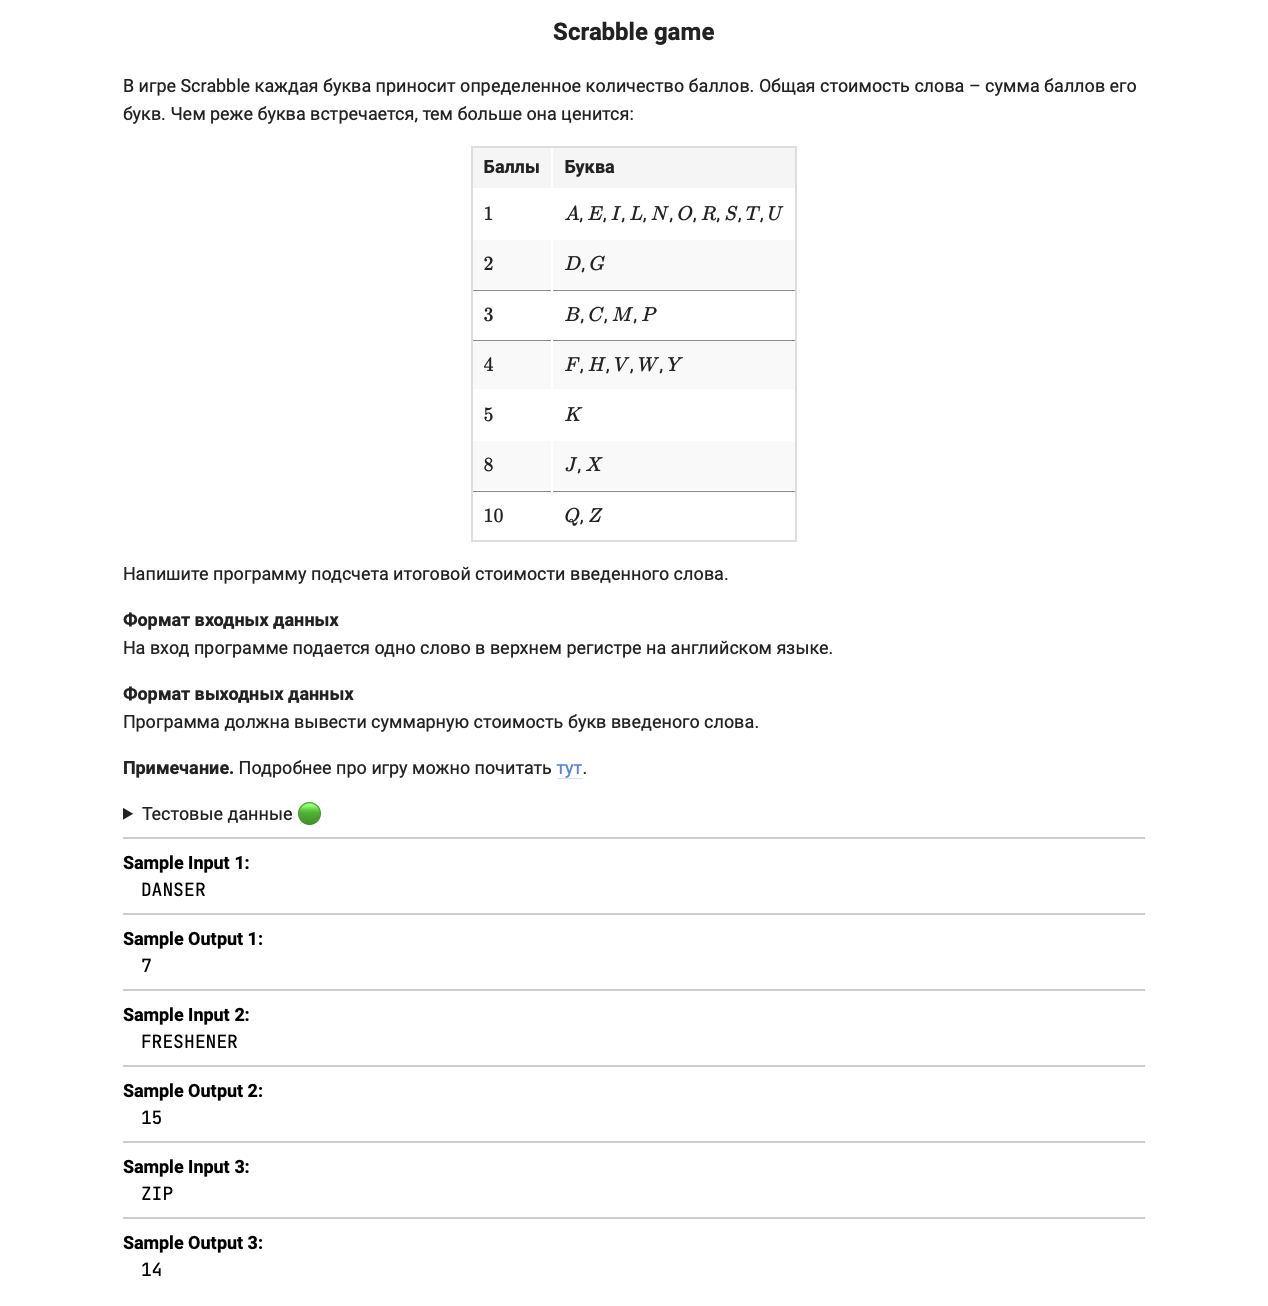 Scrabble game
В игре Scrabble каждая буква приносит определенное количество баллов. Общая стоимость слова – сумма баллов его
букв. Чем реже буква встречается, тем больше она ценится:
Баллы Буква
1 A, E, I, L, N, O, R, S, T, U
2 D, G
3 B, C, M, P
4 F, H, V, W, Y
5 K
8 J, X
10 Q, Z
Напишите программу подсчета итоговой стоимости введенного слова.
Формат входных данных
На вход программе подается одно слово в верхнем регистре на английском языке.
Формат выходных данных
Программа должна вывести суммарную стоимость букв введеного слова.
Примечание. Подробнее про игру можно почитать тут.
Тестовые данные
Sample Input 1:
DANSER
Sample Output 1:
7
Sample Input 2:
FRESHENER
Sample Output 2:
15
Sample Input 3:
ZIP
Sample Output 3:
14